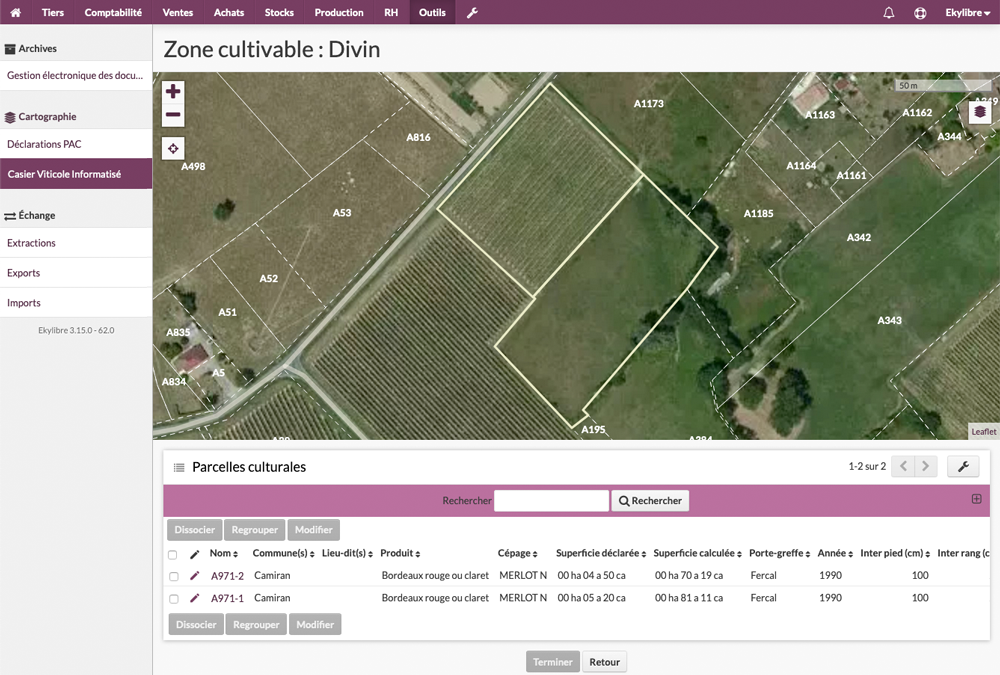 Tiers Comptabilité Ventes Achats Stocks Production RH Outils Ekylibre
Archives
Gestion électronique des docu...
Cartographie
Déclarations PAC
Casier Viticole Informatisé
Échange
Extractions
Exports
Imports
Ekylibre 3.15.0 - 62.0
Zone cultivable : Divin
50 m
A1173
A1163
A1162
A344
A816
A498
A1164
A1161
A53
A1185
A342
A52
A51
A343
A835
A5
A834
A195
Leaflet
Parcelles culturales
1-2 sur 2
Rechercher Rechercher
Dissocier Regrouper Modifier
Nom Commune(s) Lieu-dit(s) Produit Cépage Superficie déclarée Superficie calculée Porte-greffe Année Inter pied (cm) Inter rang (c
A971-2 Camiran Bordeaux rouge ou claret MERLOT N 00 ha 04 a 50 ca 00 ha 70 a 19 ca Fercal 1990 100
A971-1 Camiran Bordeaux rouge ou claret MERLOT N 00 ha 05 a 20 ca 00 ha 81 a 11 ca Fercal 1990 100
Dissocier Regrouper Modifier
Terminer Retour